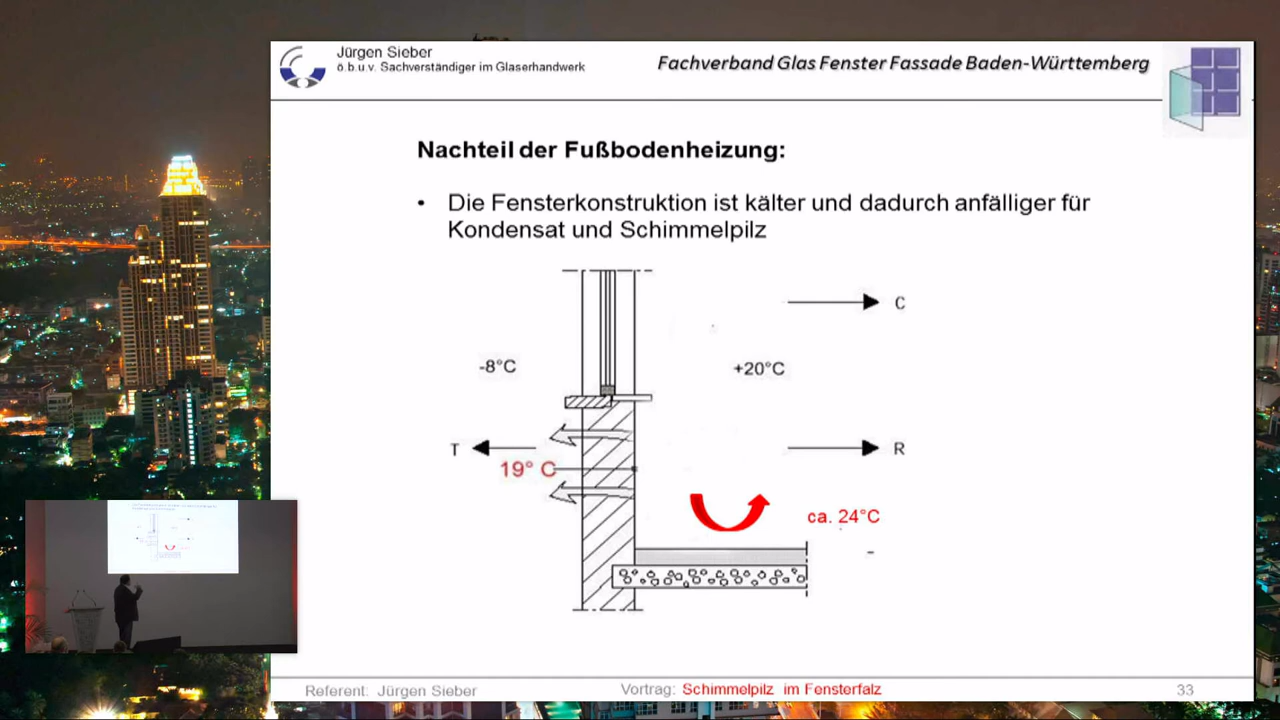 Jürgen Sieber
ö.b.u.v. Sachverständiger im Glaserhandwerk
Fachverband Glas Fenster Fassade Baden-Württemberg
Nachteil der Fußbodenheizung:
• Die Fensterkonstruktion ist kälter und dadurch anfälliger für
Kondensat und Schimmelpilz
C
-8°C
+20°C
T
R
19° C
ca. 24°C
Referent: Jürgen Sieber
Vortrag: Schimmelpilz im Fensterfalz
33